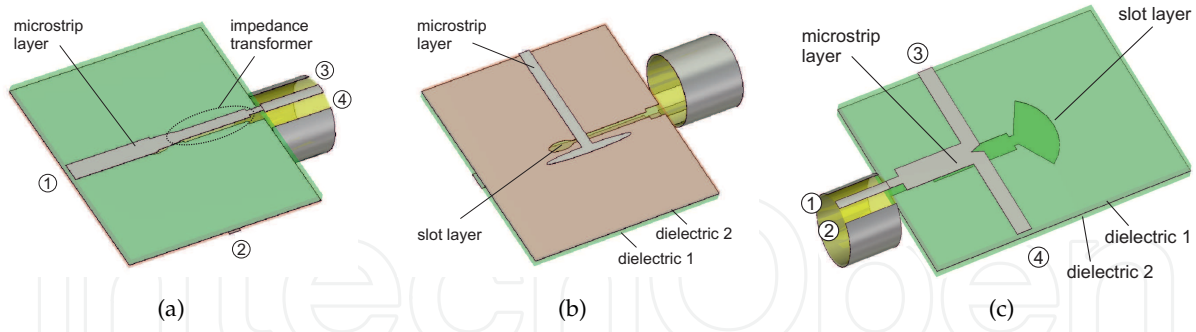 microstrip
layer
impedance
transformer
③
④
①
②
(a)
microstrip
layer
slot layer
dielectric 2
dielectric 1
(b)
slot layer
microstrip
layer
③
①
②
④
dielectric 1
dielectric 2
(c)
IntechOpen